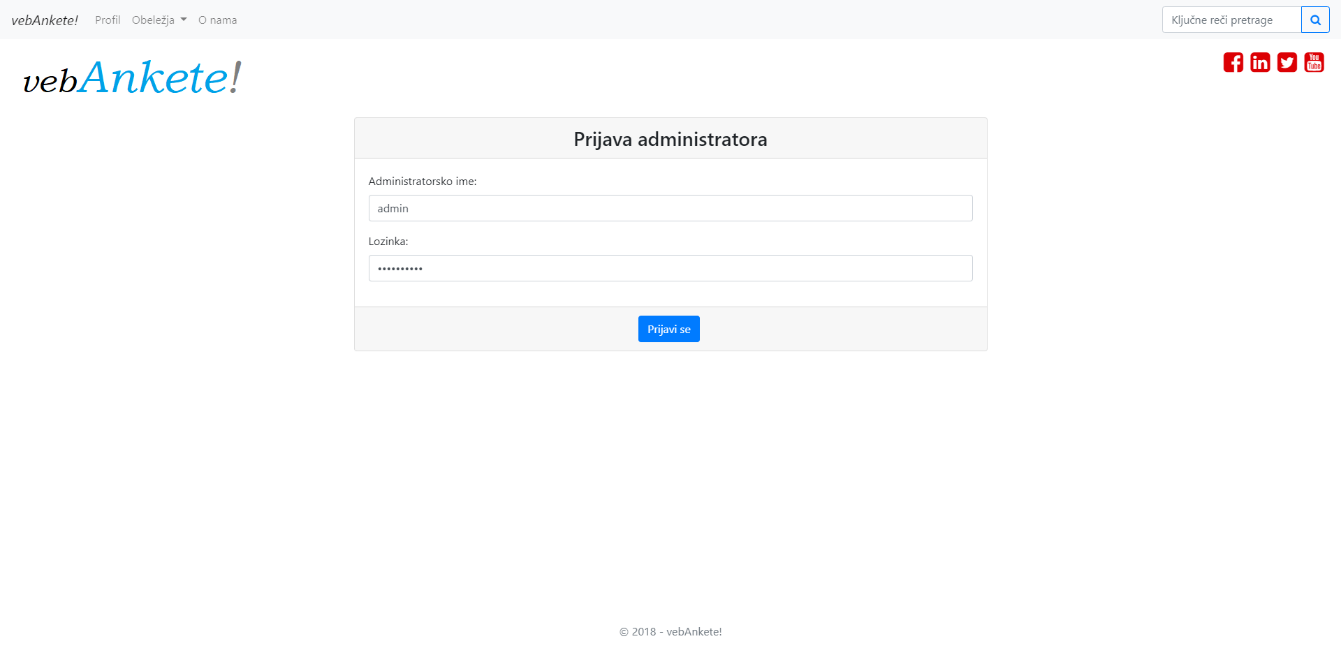 vebAnkete! Profil Obeležja O nama Ključne reči pretrage
vebAnkete!
Prijava administratora
Administratorsko ime:
admin
Lozinka:
••••••••••
Prijavi se
© 2018 - vebAnkete!